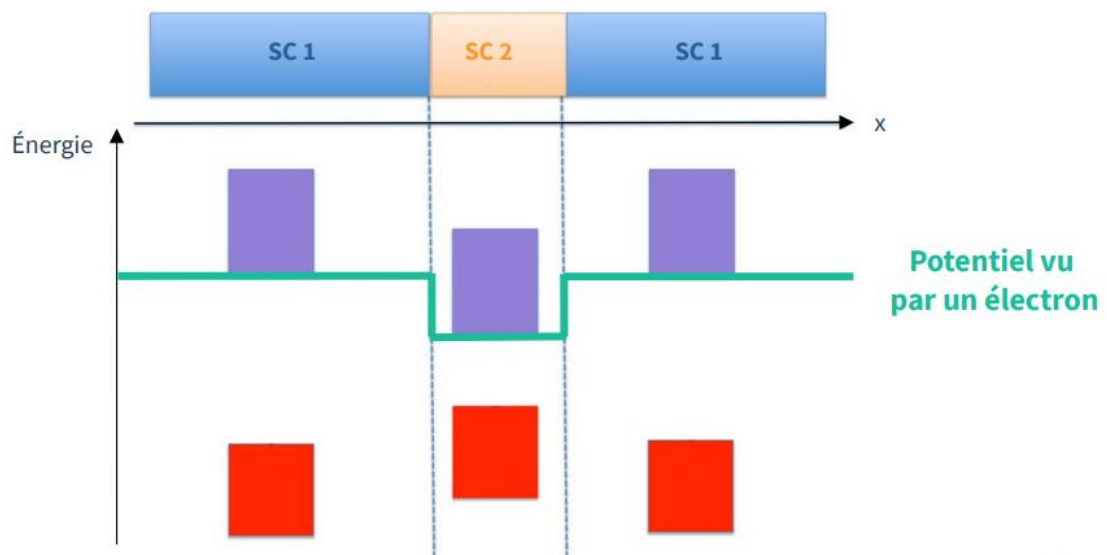 SC 1
SC 2
SC 1
x
Énergie
Potentiel vu
par un électron